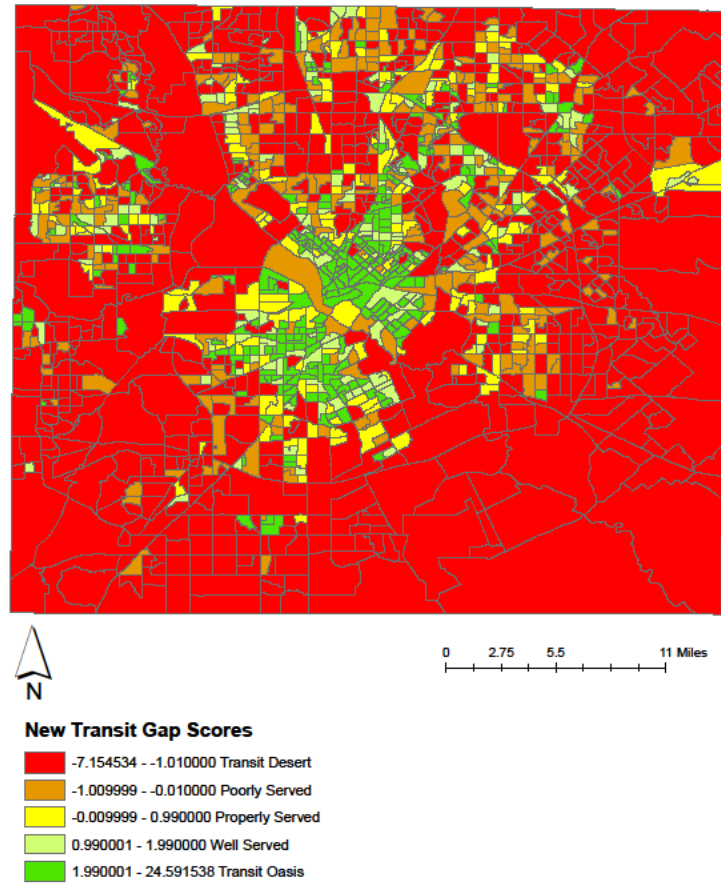 0 2.75 5.5 11 Miles
N
New Transit Gap Scores
-7.154534 - -1.010000 Transit Desert
-1.009999 - -0.010000 Poorly Served
-0.009999 - 0.990000 Properly Served
0.990001 - 1.990000 Well Served
1.990001 - 24.591538 Transit Oasis